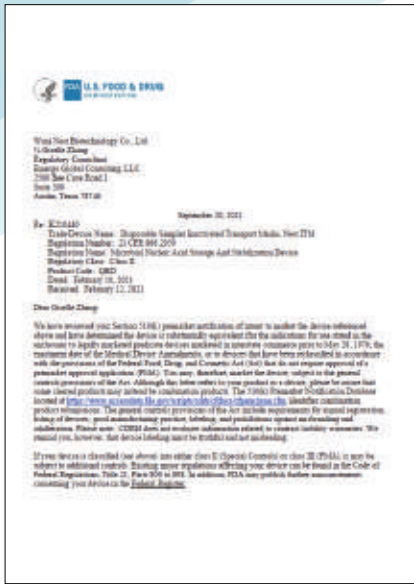 FDA U.S. FOOD & DRUG
ADMINISTRATION
Wuxi Nest Biotechnology Co., Ltd
℅ Giselle Zhang
Regulatory Consultant
Emergo Global Consulting, LLC
2500 Bee Cave Road
Austin, Texas 78746
September 20, 2021
Re:
Trade/Device Name: Disposable Sampler Inactivated Transport Media, Nest ITM
Regulation Number: 21 CFR 866.2950
Regulation Name: Microbial Nucleic Acid Storage And Stabilization Device
Regulatory Class: Class II
Product Code: QBD
Dated: February 10, 2021
Received: February 12, 2021
Dear Giselle Zhang:
We have reviewed your Section 510(k) premarket notification of intent to market the device referenced
above and have determined the device is substantially equivalent (for the indications for use stated in the
enclosure) to legally marketed predicate devices marketed in interstate commerce prior to May 28, 1976, the
enactment date of the Medical Device Amendments, or to devices that have been reclassified in accordance
with the provisions of the Federal Food, Drug, and Cosmetic Act (Act) that do not require approval of a
premarket approval application (PMA). You may, therefore, market the device, subject to the general
controls provisions of the Act. Although this letter refers to your product as a device, please be aware that
some cleared products may instead be combination products. The 510(k) Premarket Notification Database
located at https://www.accessdata.fda.gov/scripts/cdrh/cfdocs/cfpmn/pmn.cfm identifies combination
product submissions. The general controls provisions of the Act include requirements for annual registration,
listing of devices, good manufacturing practice, labeling, and prohibitions against misbranding and
adulteration. Please note: CDRH does not evaluate information related to contract liability warranties. We
remind you, however, that device labeling must be truthful and not misleading.
If your device is classified (see above) into either class II (Special Controls) or class III (PMA), it may be
subject to additional controls. Existing major regulations affecting your device can be found in the Code of
Federal Regulations, Title 21, Parts 800 to 898. In addition, FDA may publish further announcements
concerning your device in the Federal Register.